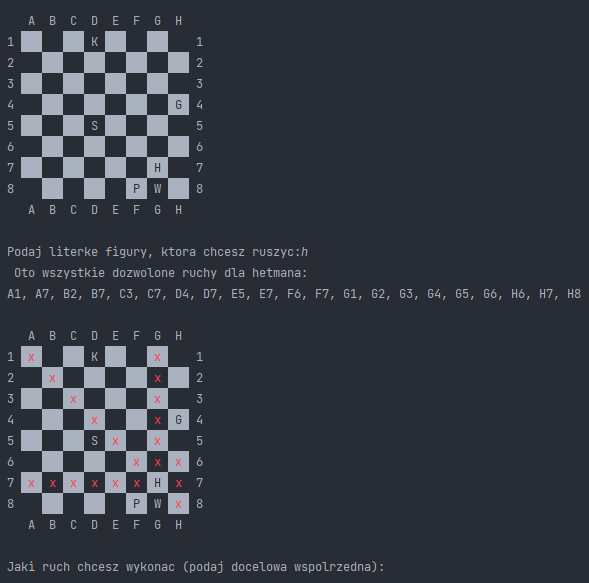 A B C D E F G H
1 K 1
2 2
3 3
4 G 4
5 S 5
6 6
7 H 7
8 P W 8
A B C D E F G H
Podaj literke figury, ktora chcesz ruszyc:h
Oto wszystkie dozwolone ruchy dla hetmana:
A1, A7, B2, B7, C3, C7, D4, D7, E5, E7, F6, F7, G1, G2, G3, G4, G5, G6, H6, H7, H8
A B C D E F G H
1 x K x 1
2 x x 2
3 x x 3
4 x x G 4
5 S x x 5
6 x x x 6
7 x x x x x x H x 7
8 P W x 8
A B C D E F G H
Jaki ruch chcesz wykonac (podaj docelowa wspolrzedna):